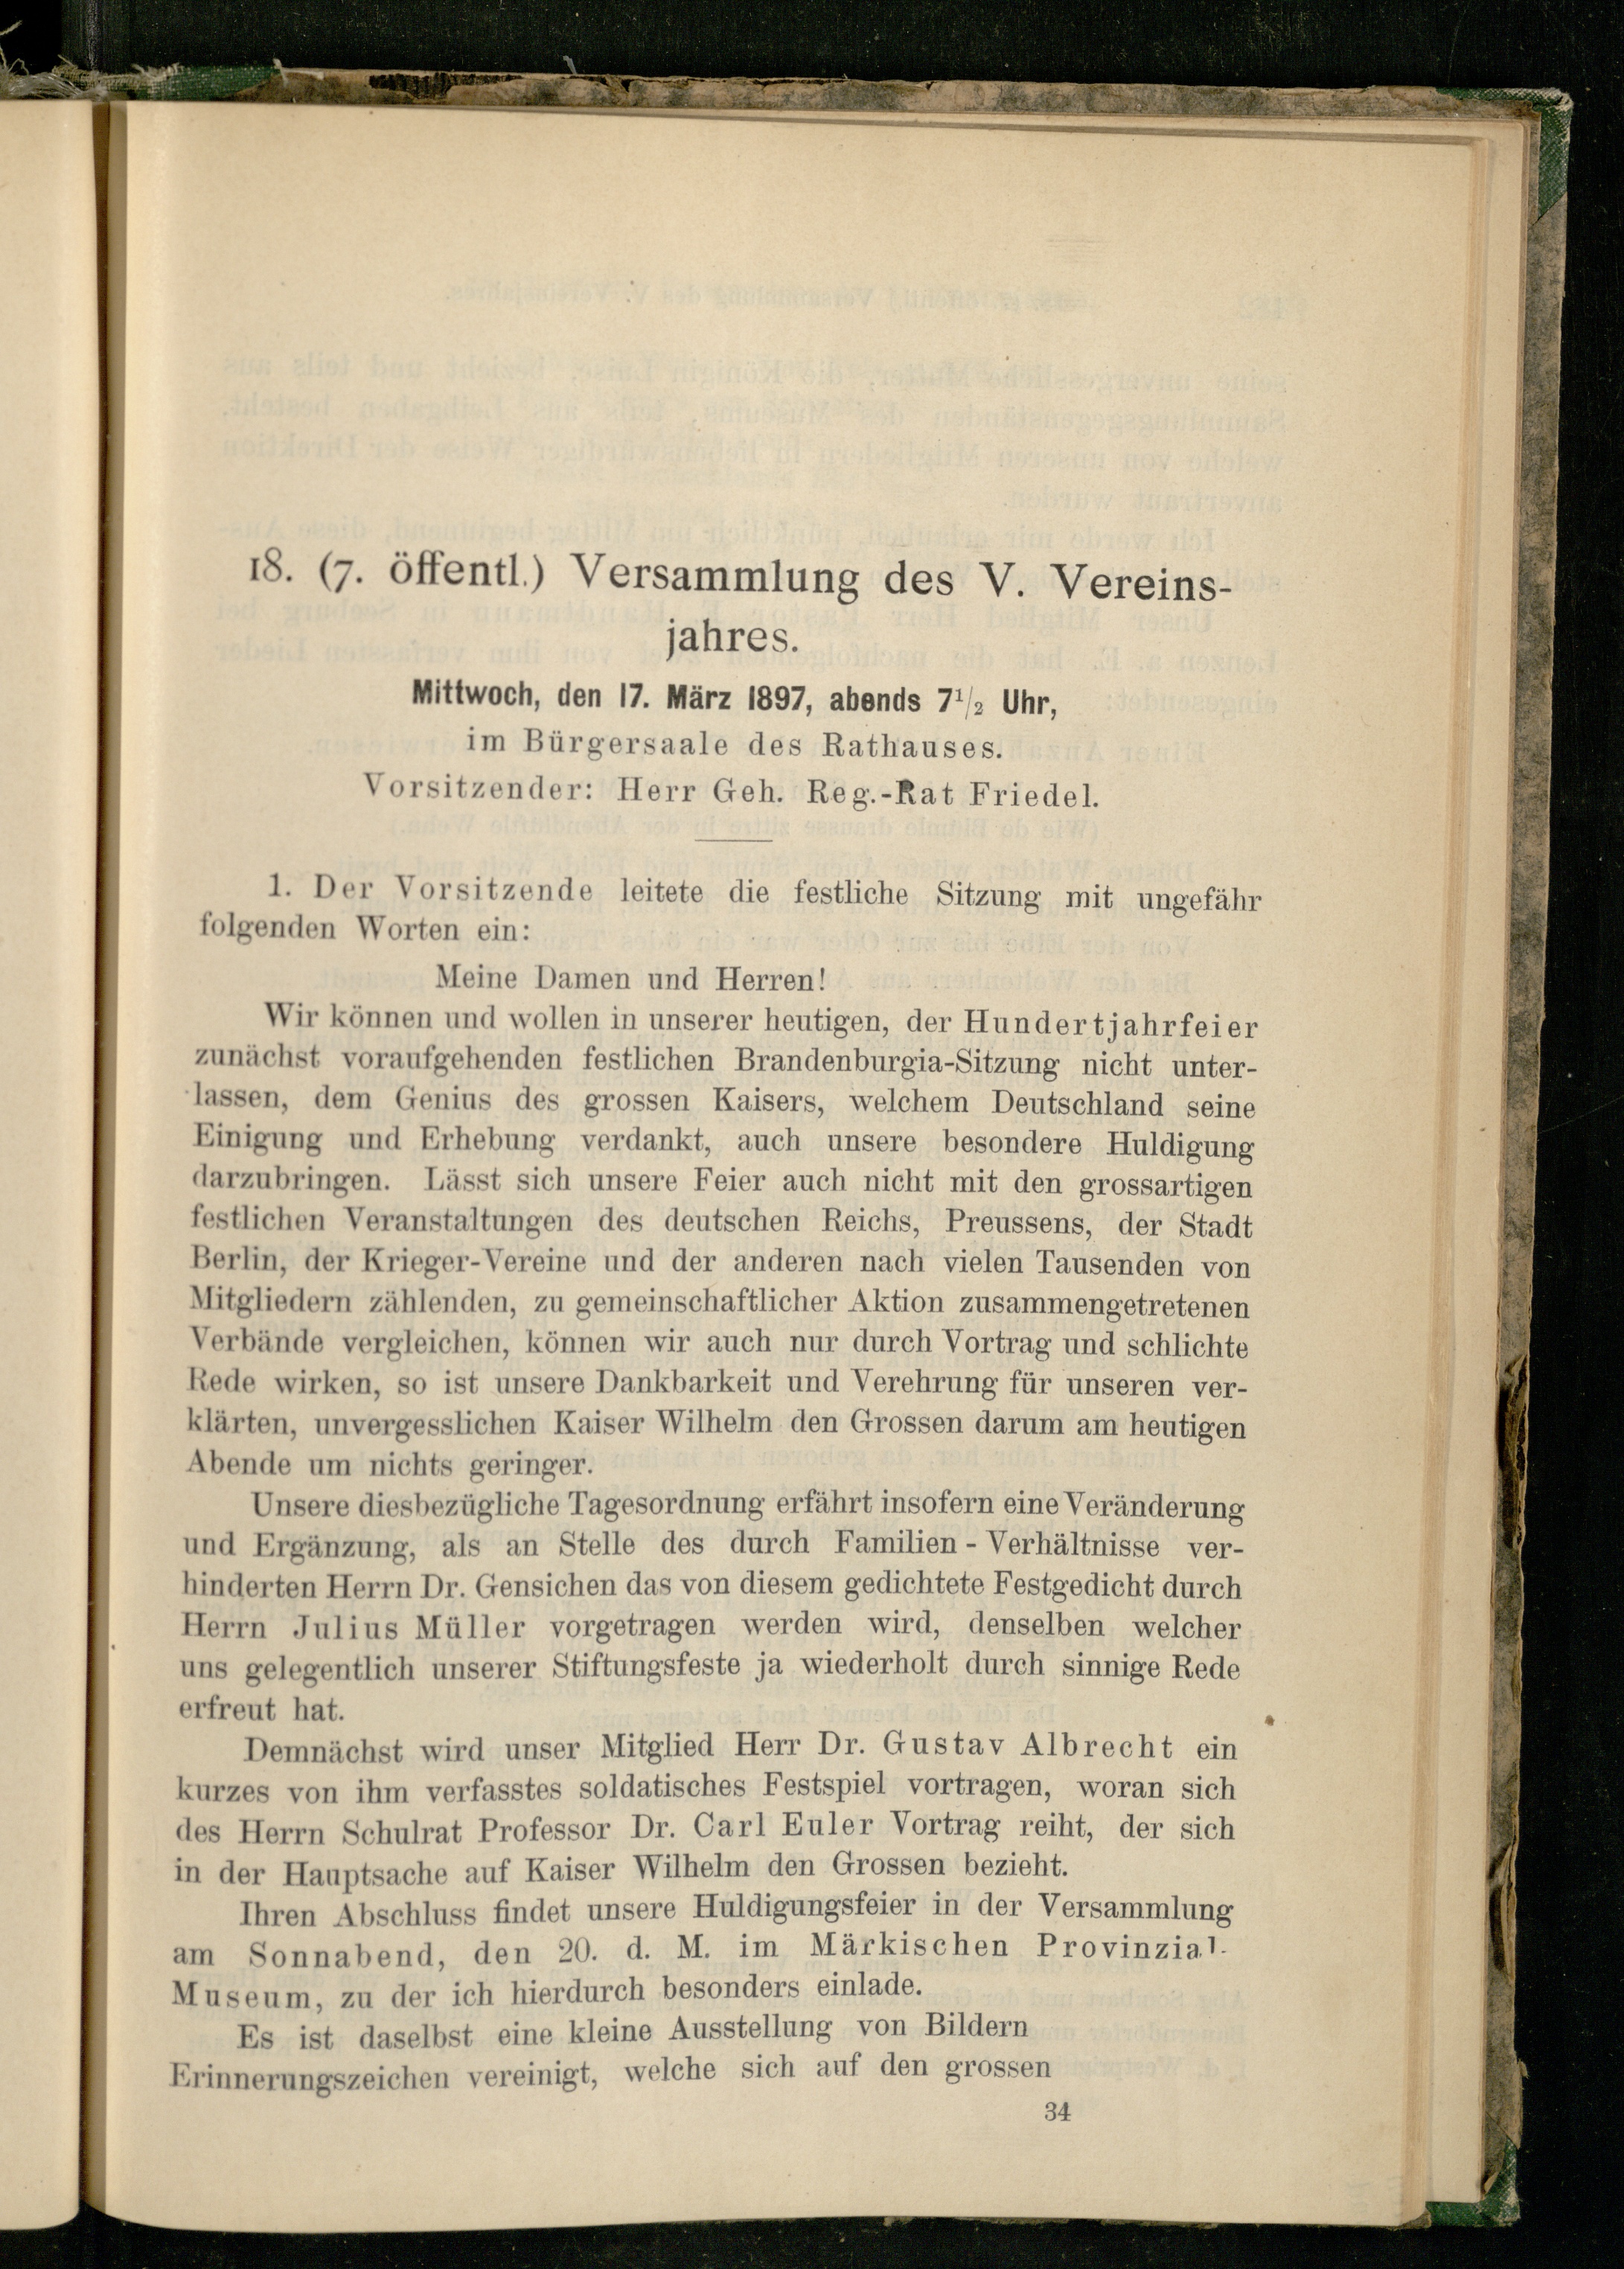 18. (7. öffentl.) Versammlung des V. Vereins-
jahres.
Mittwoch, den 17. März 1897, abends 7½ Uhr,
im Bürgersaale des Rathauses.
Vorsitzender: Herr Geh. Reg.-Rat Friedel.
1. Der Vorsitzende leitete die festliche Sitzung mit ungefähr
folgenden Worten ein:
Meine Damen und Herren!
Wir können und wollen in unserer heutigen, der Hundertjahrfeier
zunächst voraufgehenden festlichen Brandenburgia-Sitzung nicht unter-
lassen, dem Genius des grossen Kaisers, welchem Deutschland seine
Einigung und Erhebung verdankt, auch unsere besondere Huldigung
darzubringen. Lässt sich unsere Feier auch nicht mit den grossartigen
festlichen Veranstaltungen des deutschen Reichs, Preussens, der Stadt
Berlin, der Krieger-Vereine und der anderen nach vielen Tausenden von
Mitgliedern zählenden, zu gemeinschaftlicher Aktion zusammengetretenen
Verbände vergleichen, können wir auch nur durch Vortrag und schlichte
Rede wirken, so ist unsere Dankbarkeit und Verehrung für unseren ver-
klärten, unvergesslichen Kaiser Wilhelm den Grossen darum am heutigen
Abende um nichts geringer.
Unsere diesbezügliche Tagesordnung erfährt insofern eine Veränderung
und Ergänzung, als an Stelle des durch Familien - Verhältnisse ver-
hinderten Herrn Dr. Gensichen das von diesem gedichtete Festgedicht durch
Herrn Julius Müller vorgetragen werden wird, denselben welcher
uns gelegentlich unserer Stiftungsfeste ja wiederholt durch sinnige Rede
erfreut hat.
Demnächst wird unser Mitglied Herr Dr. Gustav Albrecht ein
kurzes von ihm verfasstes soldatisches Festspiel vortragen, woran sich
des Herrn Schulrat Professor Dr. Carl Euler Vortrag reiht, der sich
in der Hauptsache auf Kaiser Wilhelm den Grossen bezieht.
Ihren Abschluss findet unsere Huldigungsfeier in der Versammlung
am Sonnabend, den 20. d. M. im Märkischen Provinzial-
Museum, zu der ich hierdurch besonders einlade.
Es ist daselbst eine kleine Ausstellung von Bildern
Erinnerungszeichen vereinigt, welche sich auf den grossen
34